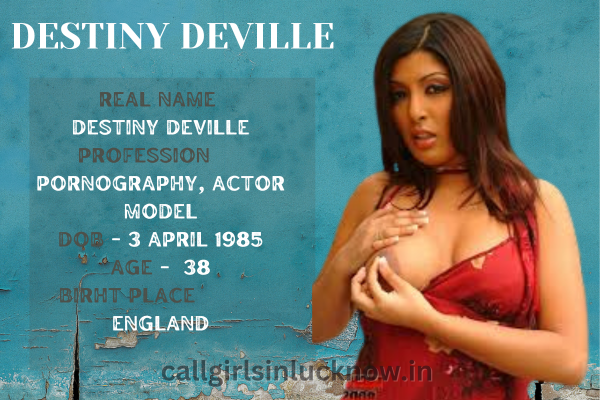 DESTINY DEVILLE
REAL NAME
DESTINY DEVILLE
PROFESSION
PORNOGRAPHY, ACTOR
MODEL
DOB - 3 APRIL 1985
AGE - 38
BIRHT PLACE
ENGLAND
callgirlsinlucknow.in
2009